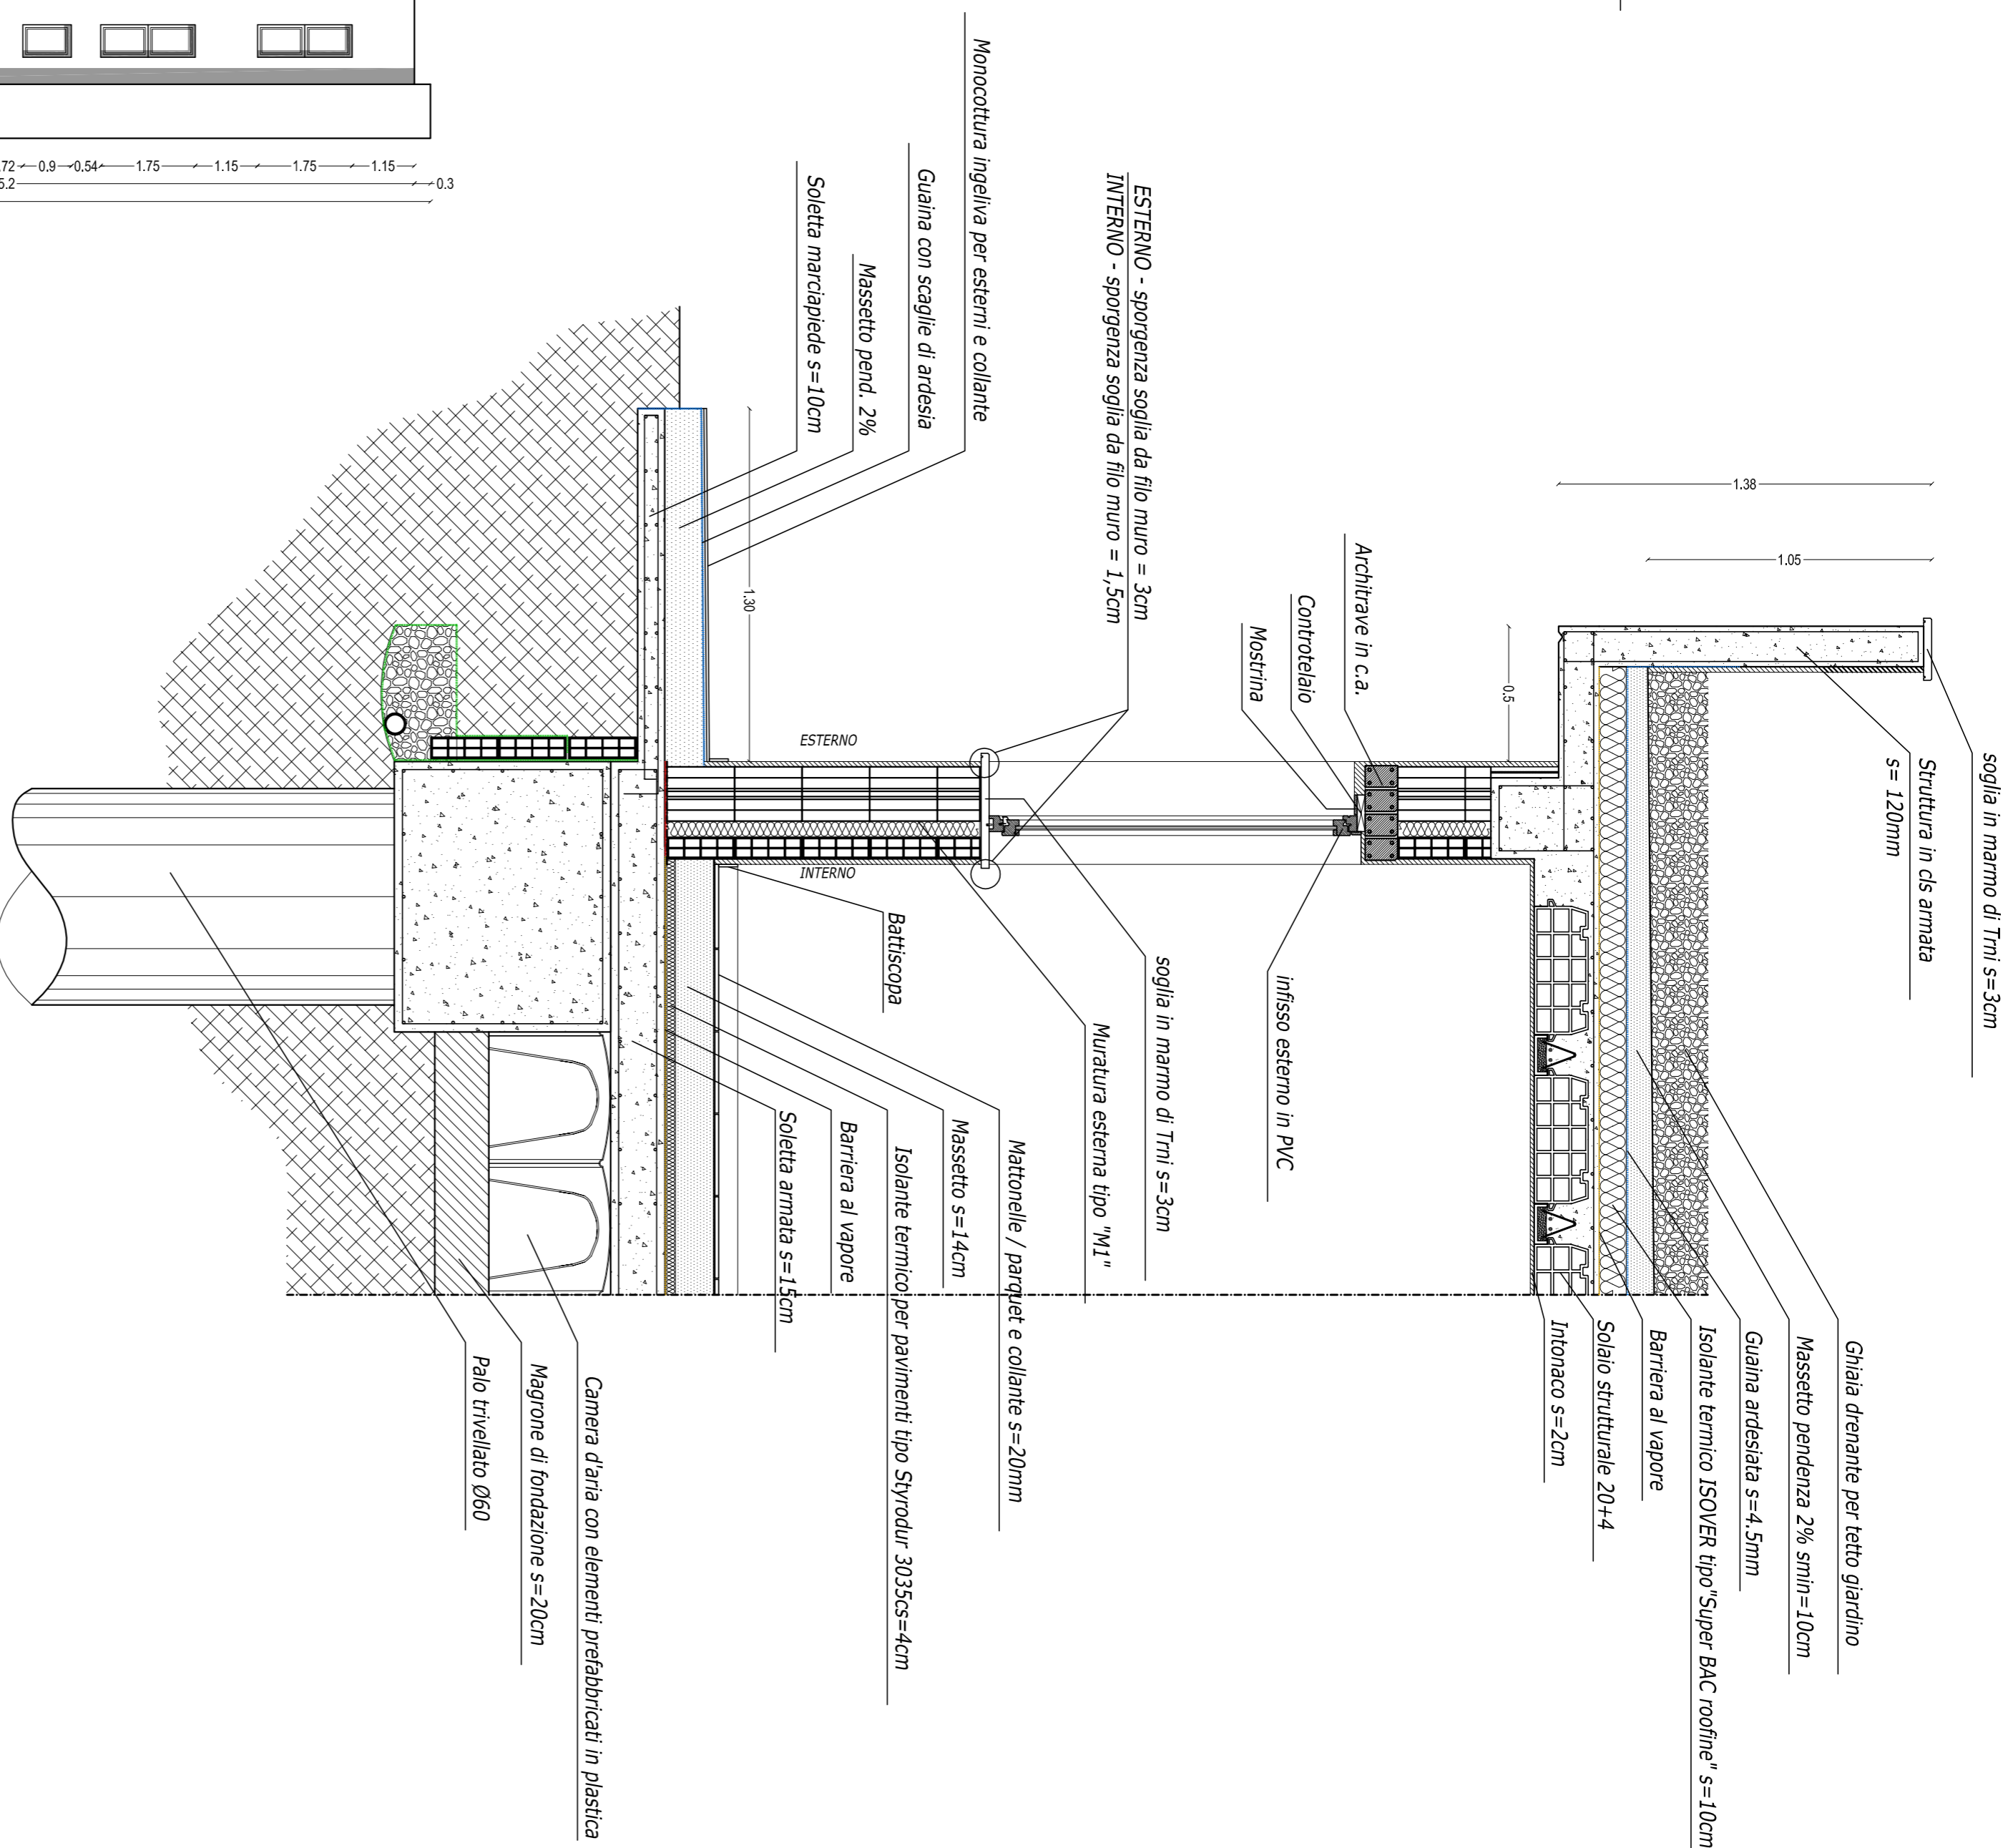 soglia in marmo di Trni s=3cm
Struttura in cls armata
s= 120mm
Ghiaia drenante per tetto giardino
Massetto pendenza 2% smin=10cm
Guaina ardesiata s=4.5mm
Isolante termico ISOVER tipo"Super BAC roofine" s=10cm
Barriera al vapore
Solaio strutturale 20+4
Intonaco s=2cm
1.38
1.05
0.5
Architrave in c.a.
Controtelaio
Mostrina
infisso esterno in PVC
soglia in marmo di Trni s=3cm
ESTERNO - sporgenza soglia da filo muro = 3cm
INTERNO - sporgenza soglia da filo muro = 1,5cm
Muratura esterna tipo "M1"
Mattonelle / parquet e collante s=20mm
Massetto s=14cm
Isolante termico per pavimenti tipo Styrodur 3035cs=4cm
Barriera al vapore
Soletta armata s=15cm
Battiscopa
ESTERNO
INTERNO
Monocottura ingeliva per esterni e collante
Guaina con scaglie di ardesia
Massetto pend. 2%
Soletta marciapiede s=10cm
1.30
Camera d'aria con elementi prefabbricati in plastica
Magrone di fondazione s=20cm
Palo trivellato Ø60
72 0.9 0.54 1.75 1.15 1.75 1.15
5.2 0.3